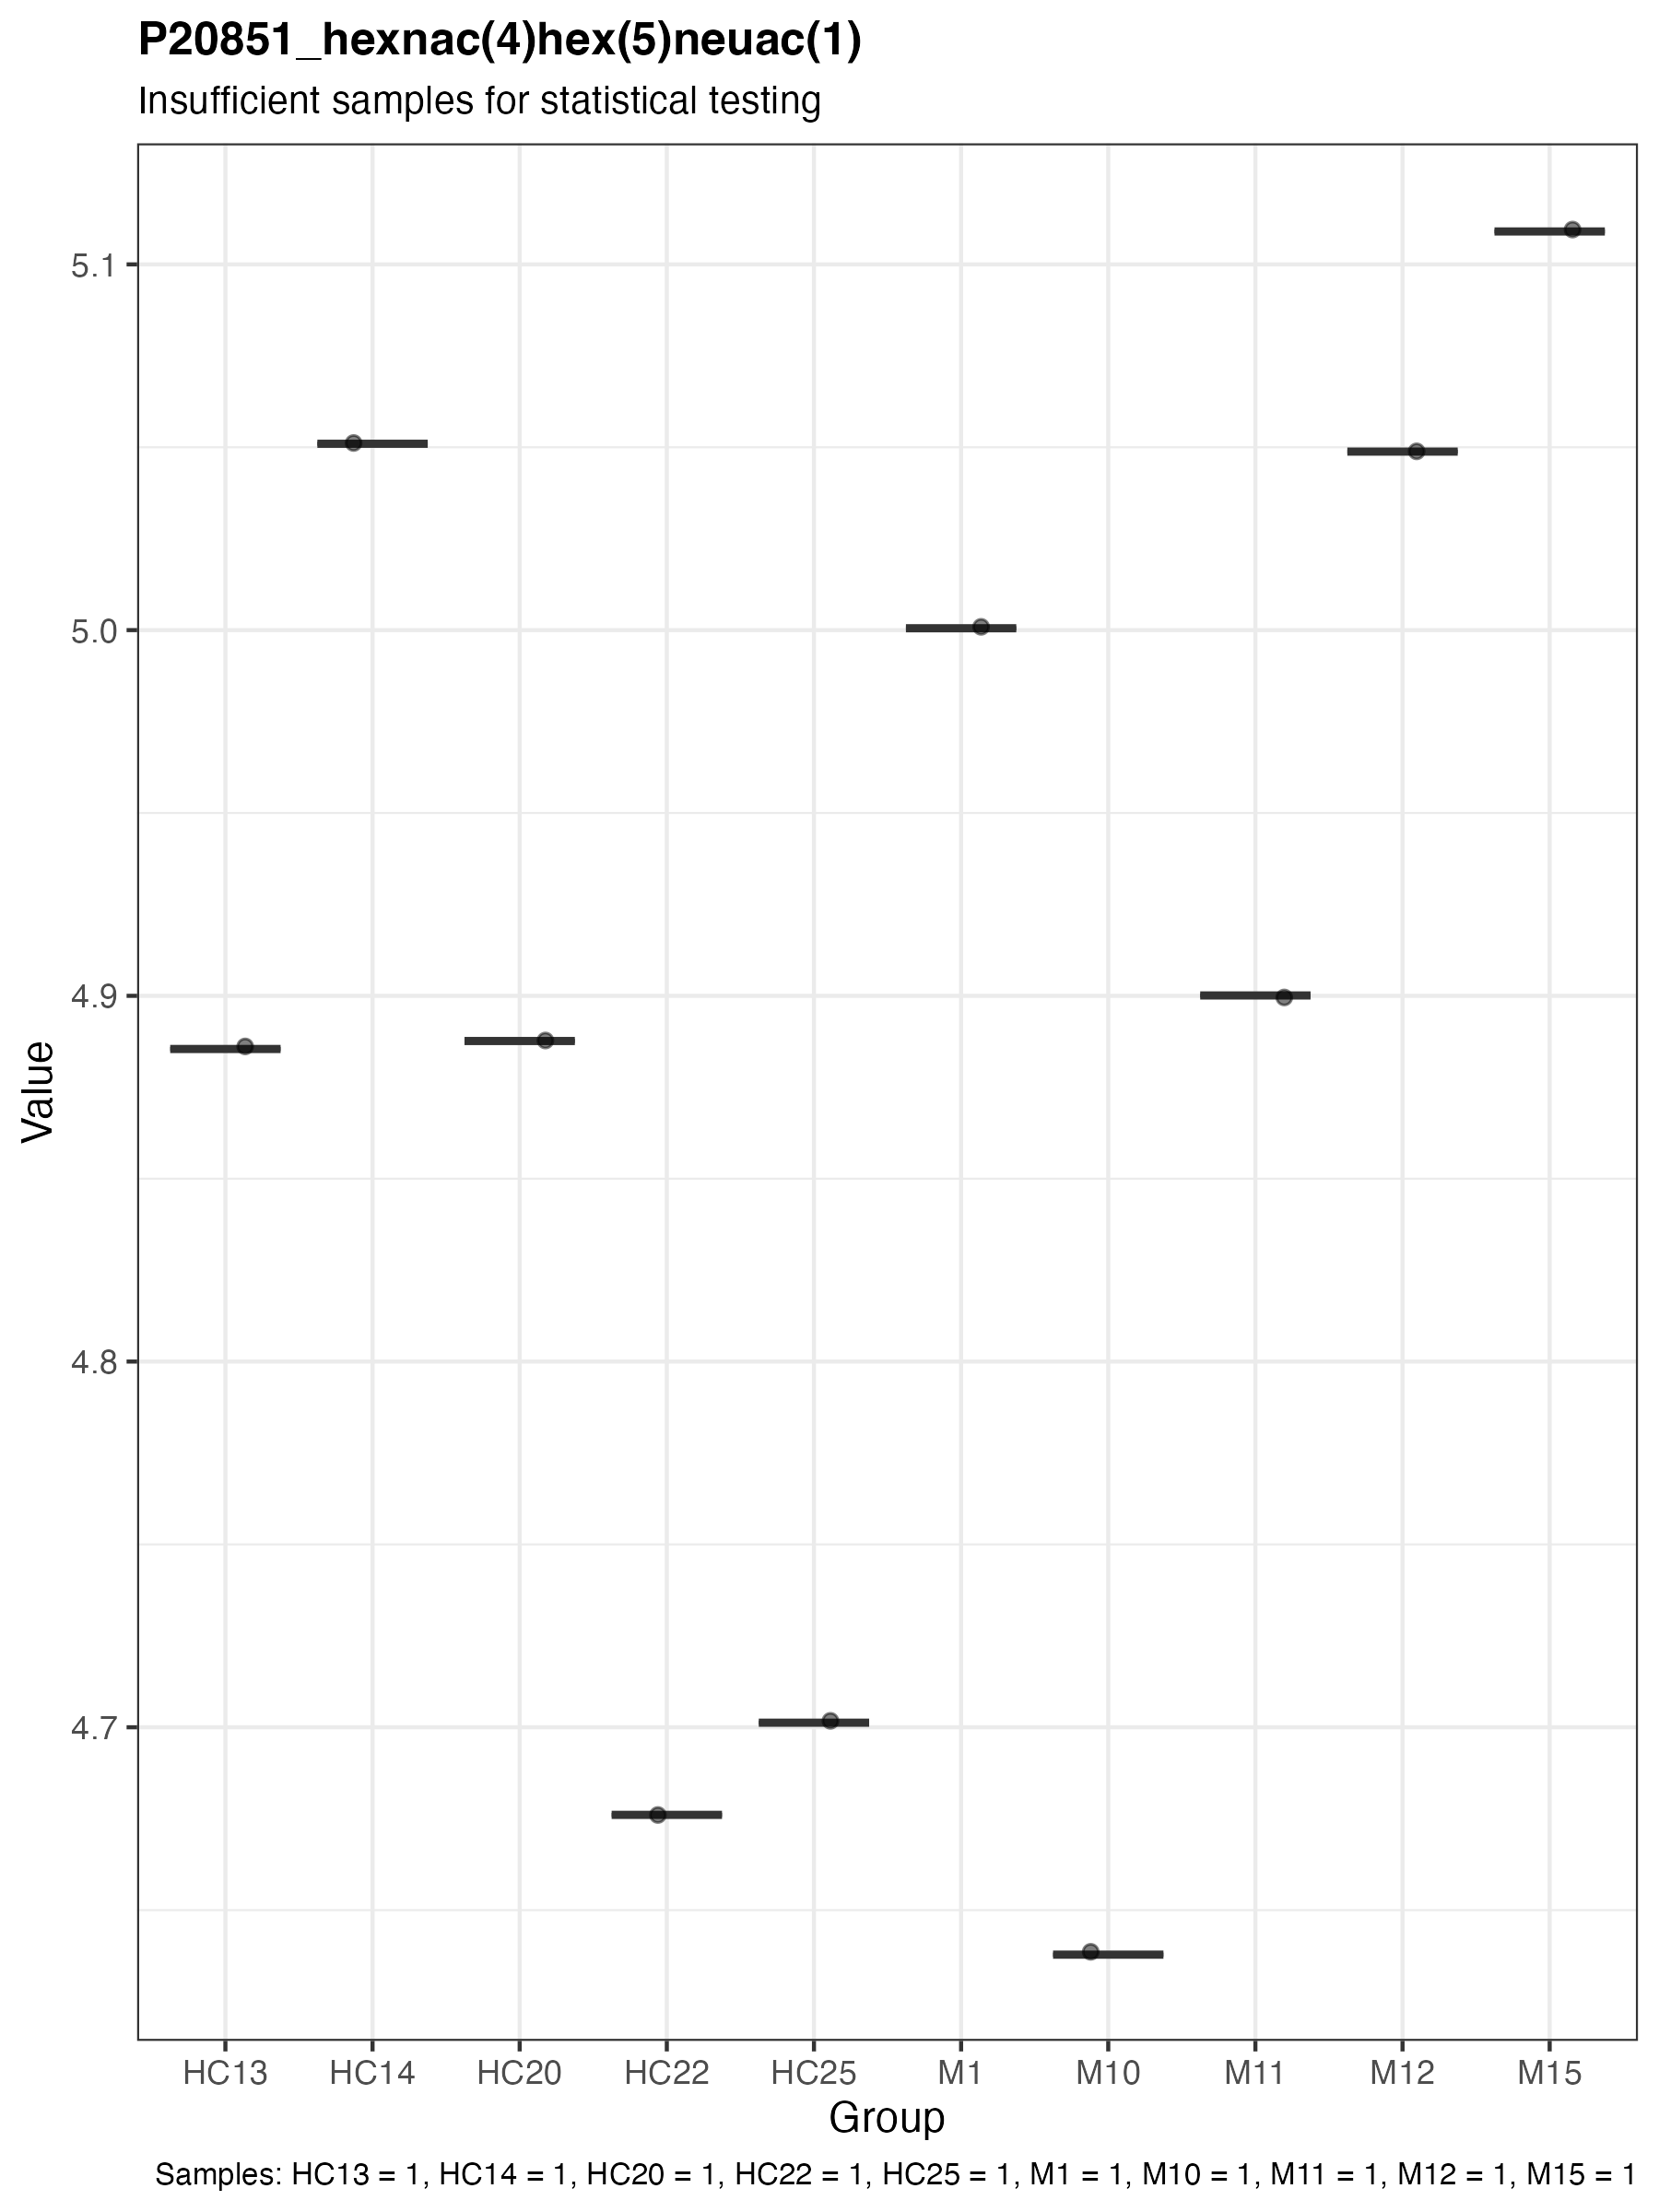 P20851_hexnac(4)hex(5)neuac(1)
Insufficient samples for statistical testing
5.1
5.0
4.9
4.8
4.7
Value
HC13 HC14 HC20 HC22 HC25 M1 M10 M11 M12 M15
Group
Samples: HC13 = 1, HC14 = 1, HC20 = 1, HC22 = 1, HC25 = 1, M1 = 1, M10 = 1, M11 = 1, M12 = 1, M15 = 1